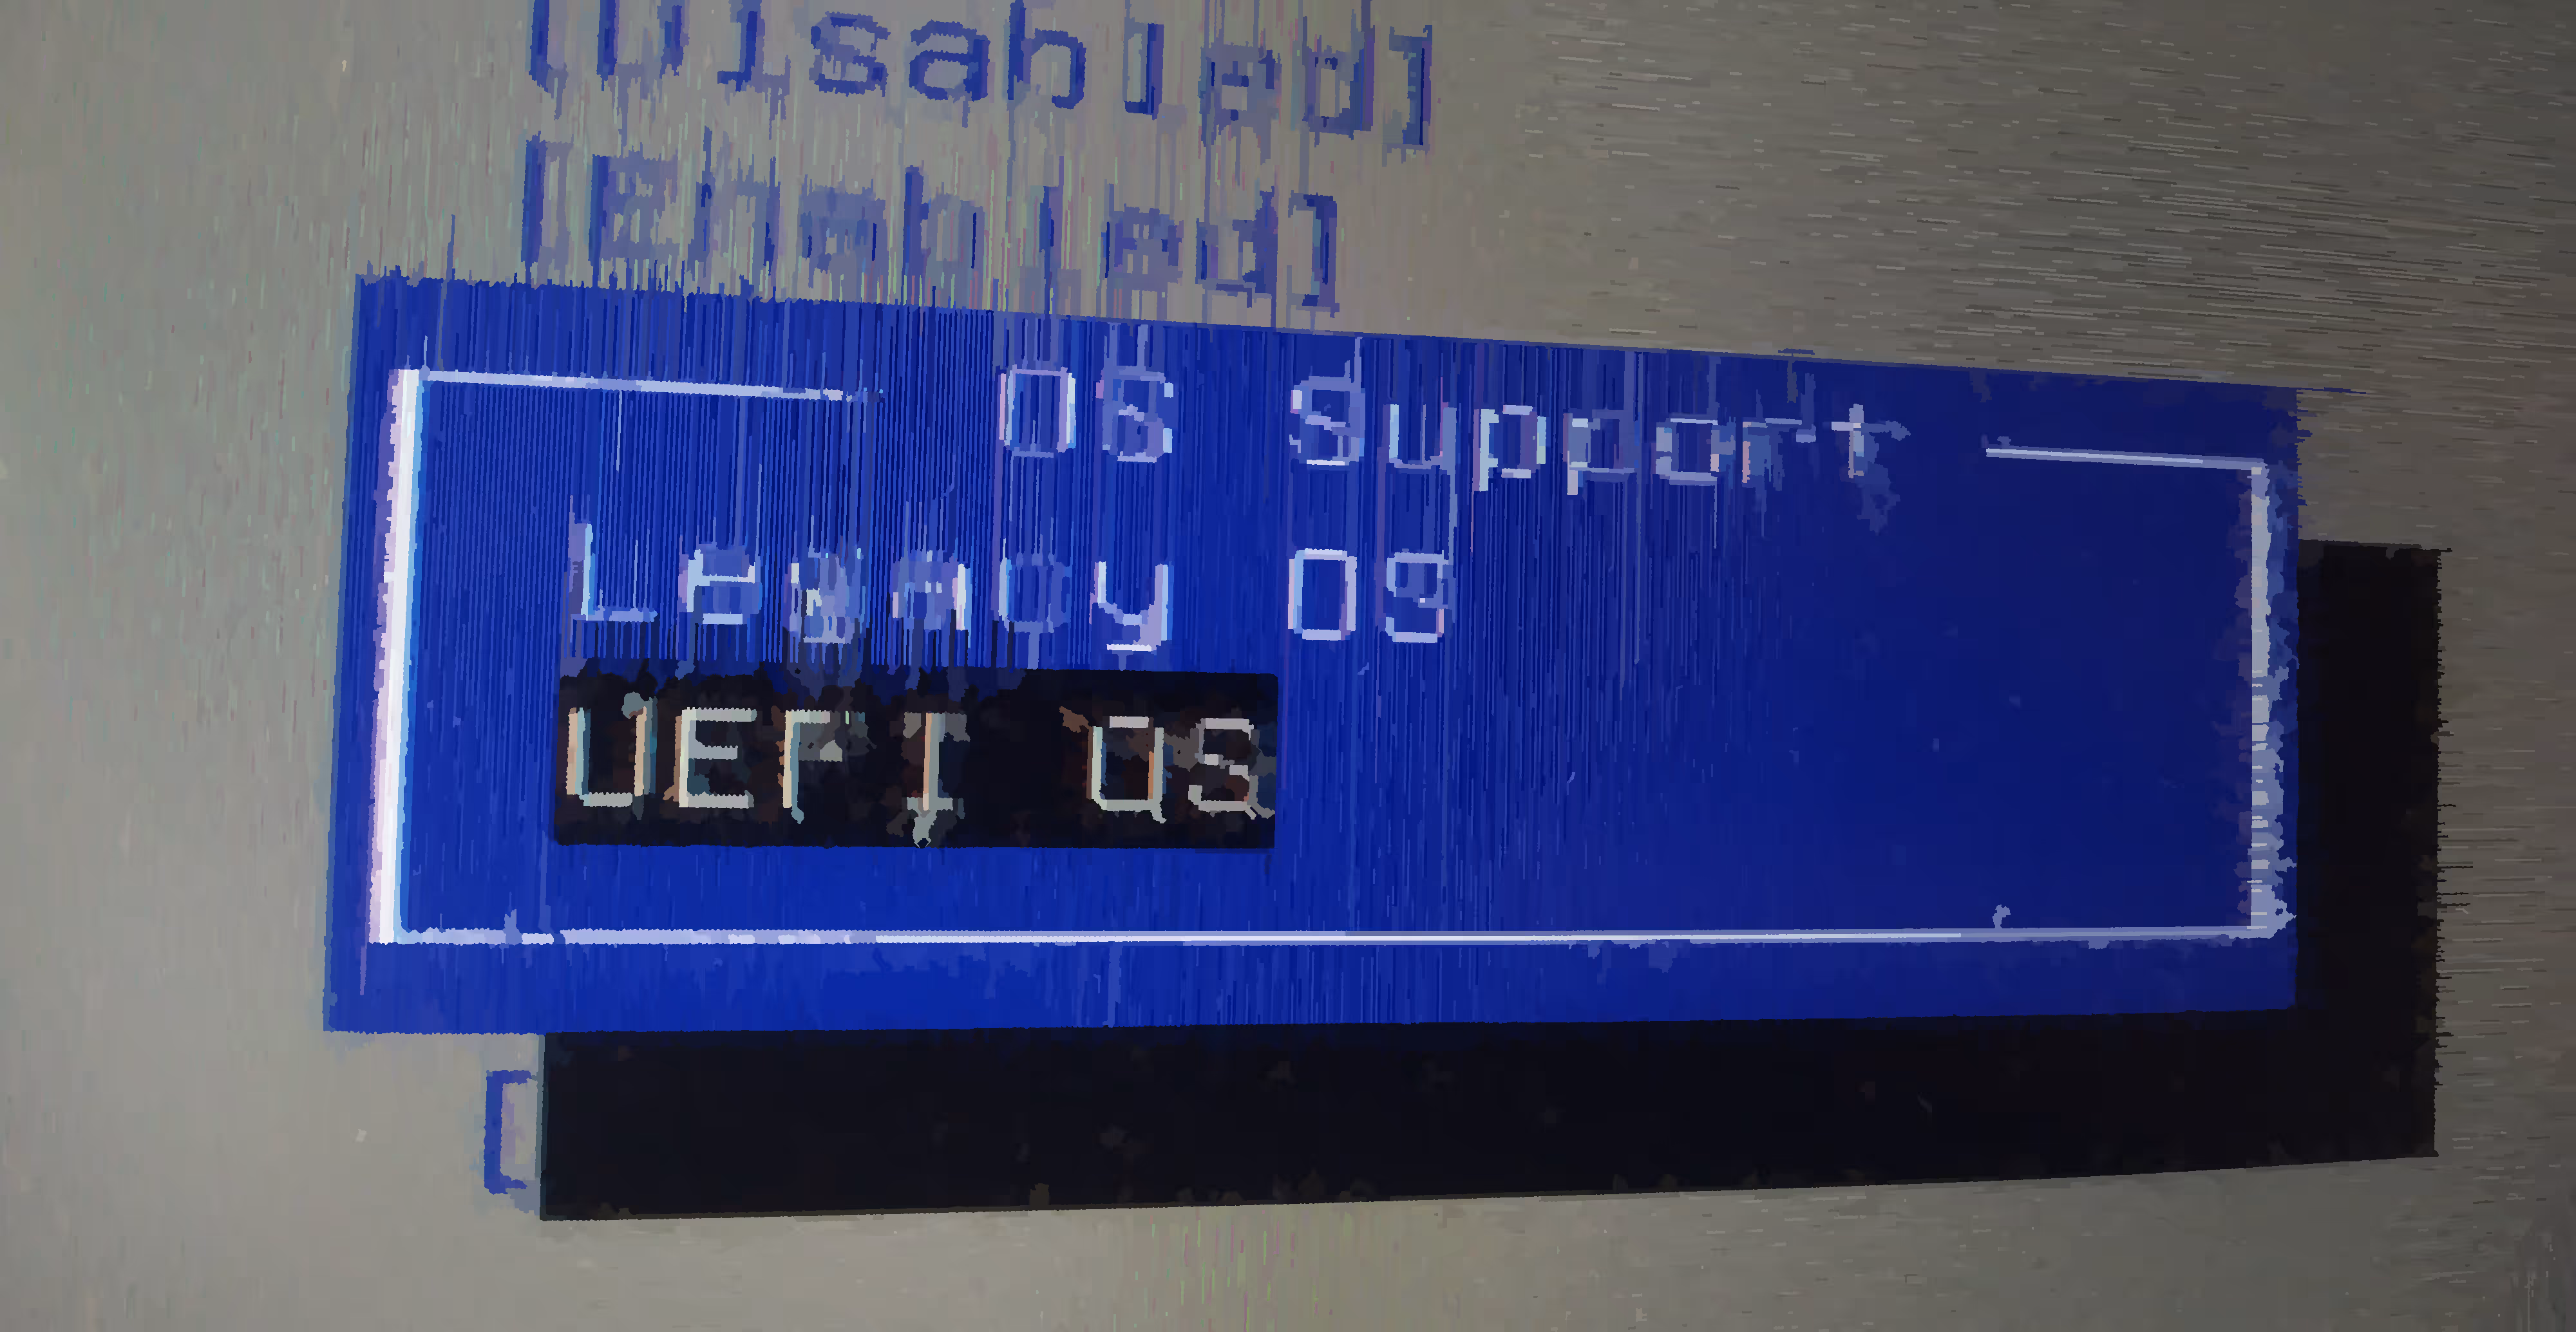 [Disabled]
[Enabled]
OS Support
Legacy OS
UEFI OS
[